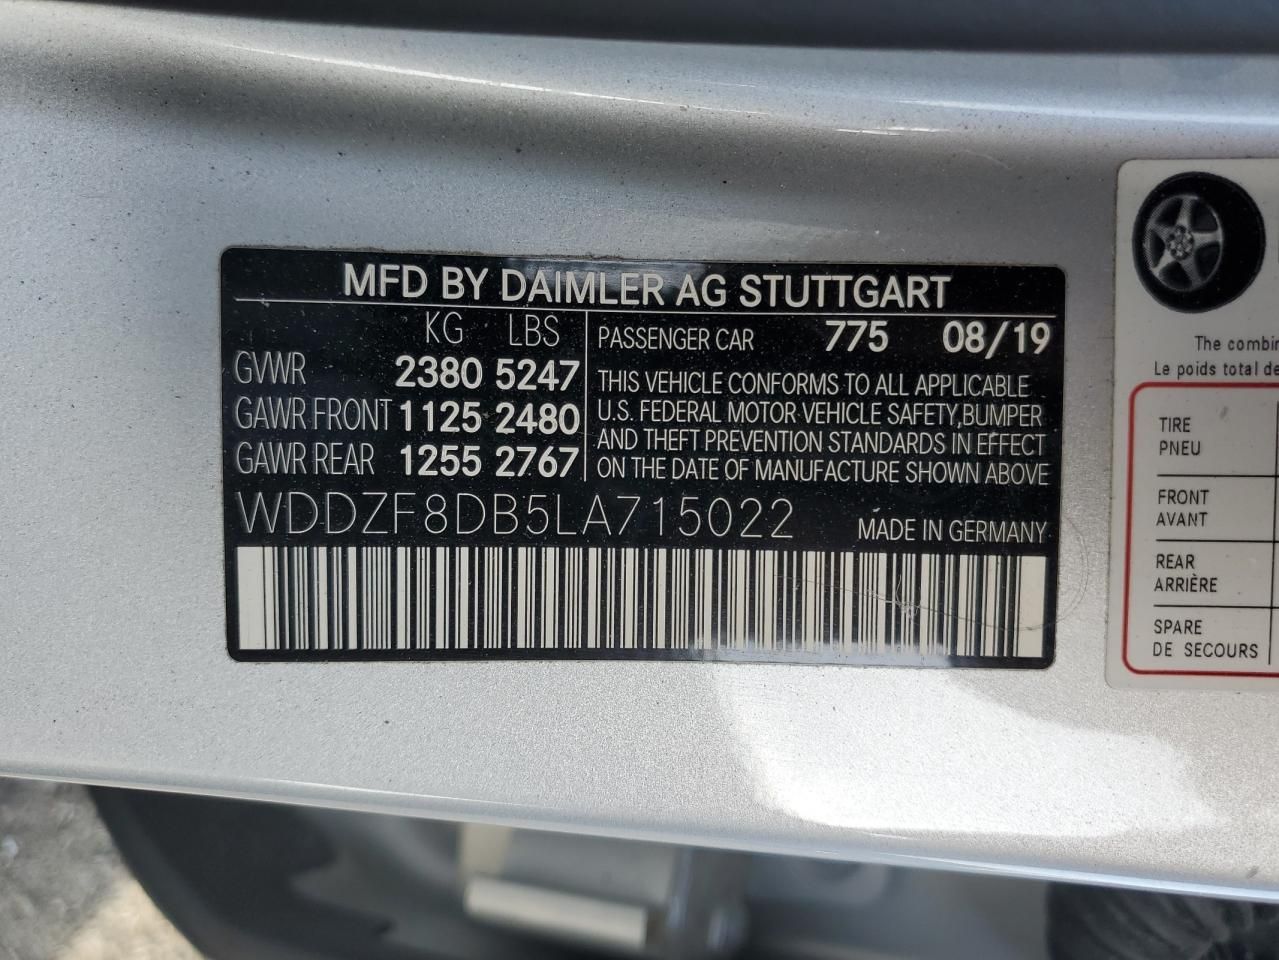 MFD BY DAIMLER AG STUTTGART
KG LBS
GVWR 2380 5247
GAWR FRONT 1125 2480
GAWR REAR 1255 2767
PASSENGER CAR 775 08/19
THIS VEHICLE CONFORMS TO ALL APPLICABLE
U.S. FEDERAL MOTOR VEHICLE SAFETY, BUMPER
AND THEFT PREVENTION STANDARDS IN EFFECT
ON THE DATE OF MANUFACTURE SHOWN ABOVE
WDDZF8DB5LA715022 MADE IN GERMANY
The
Le poids total de
TIRE
PNEU
FRONT
AVANT
REAR
ARRIÈRE
SPARE
DE SECOURS